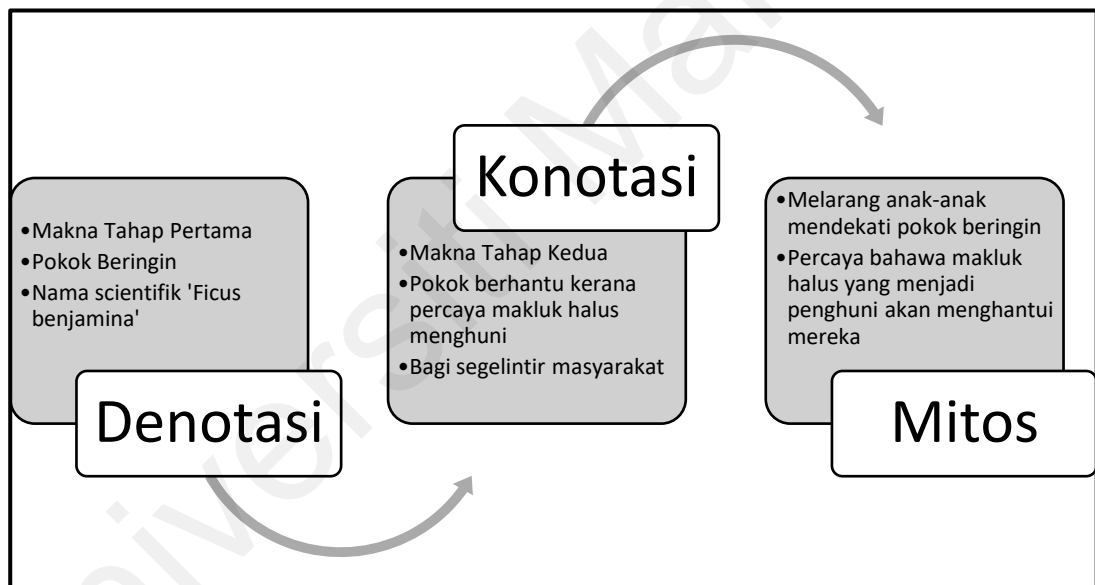 Denotasi
•Makna Tahap Pertama
•Pokok Beringin
•Nama scientifik 'Ficus
benjamina'
Konotasi
•Makna Tahap Kedua
•Pokok berhantu kerana
percaya makluk halus
menghuni
•Bagi segelintir masyarakat
Mitos
•Melarang anak-anak
mendekati pokok beringin
•Percaya bahawa makluk
halus yang menjadi
penghuni akan menghantui
mereka